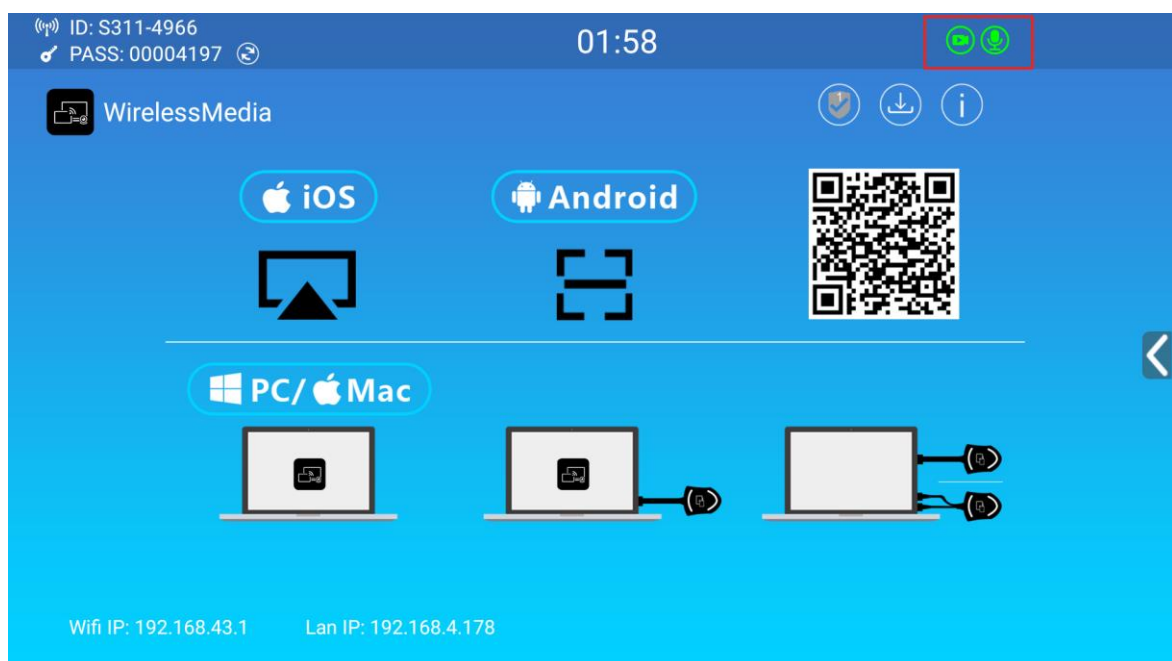 ID: S311-4966
PASS: 00004197
01:58
WirelessMedia
1
iOS
Android
PC/ Mac
Wifi IP: 192.168.43.1
Lan IP: 192.168.4.178